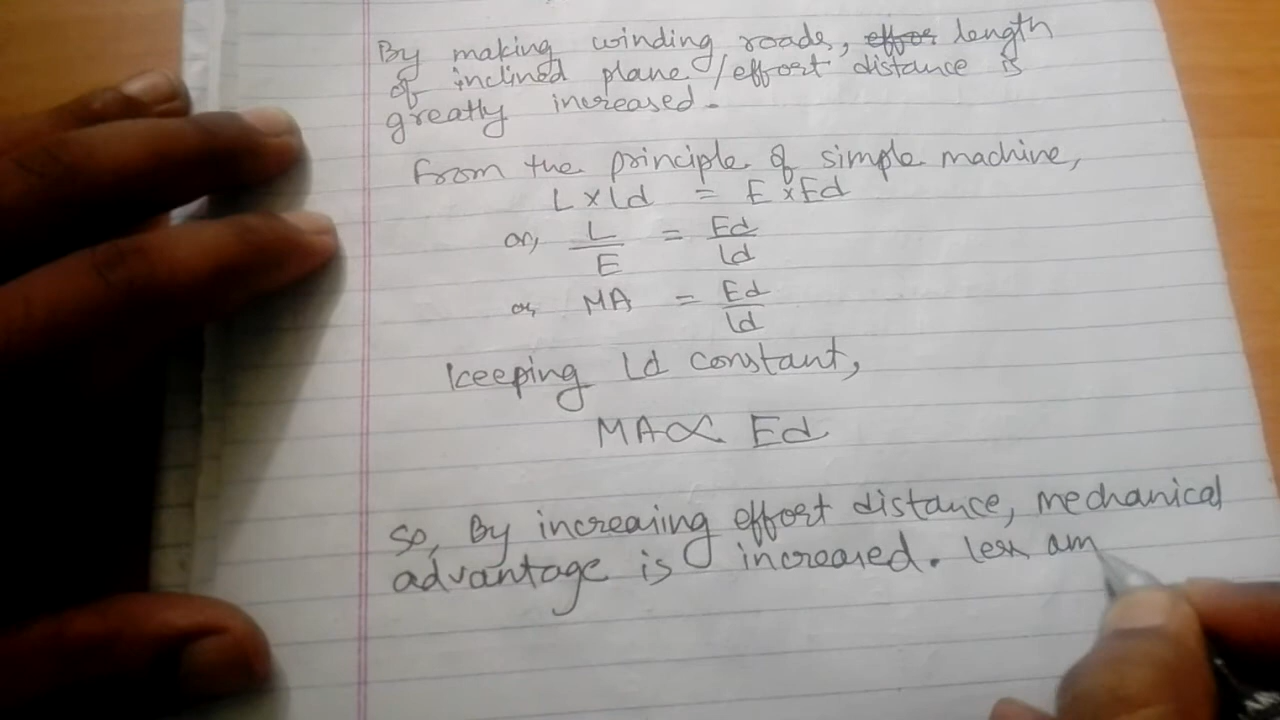 By making winding roads, effor length
of inclined plane / effort distance is
greatly increased.
From the principle of simple machine,
L × Ld = E × Ed
or, L/E = Ed/Ld
or, MA = Ed/Ld
keeping Ld constant,
MA ∝ Ed
So, By increasing effort distance, mechanical
advantage is increased. Less am